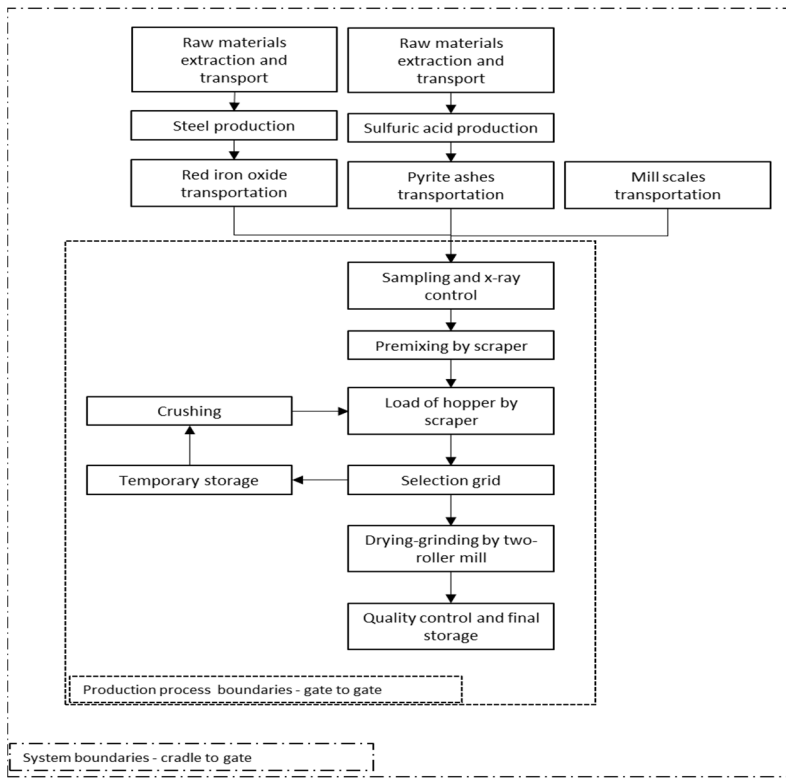 Raw materials
extraction and
transport
Raw materials
extraction and
transport
Steel production
Sulfuric acid production
Red iron oxide
transportation
Pyrite ashes
transportation
Mill scales
transportation
Sampling and x-ray
control
Premixing by scraper
Crushing
Load of hopper by
scraper
Temporary storage
Selection grid
Drying-grinding by two-
roller mill
Quality control and final
storage
Production process boundaries - gate to gate
System boundaries - cradle to gate